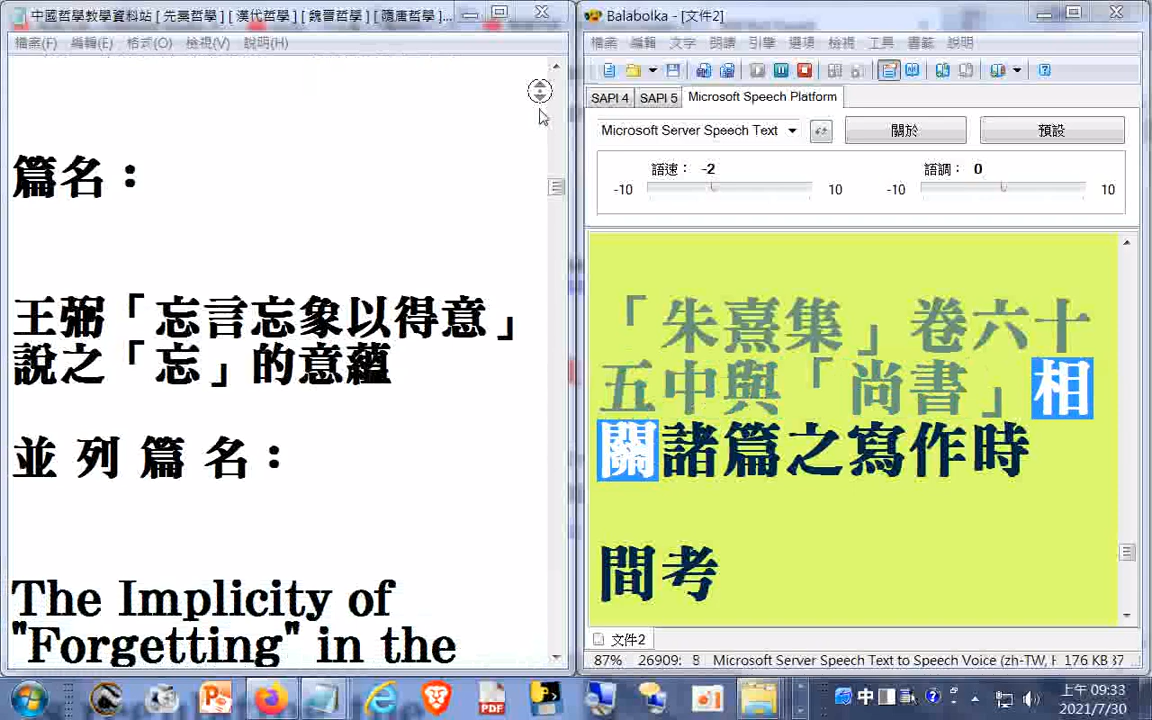 中國哲學教學資料站 [ 先秦哲學 ] [ 漢代哲學 ] [ 魏晉哲學 ] [ 隋唐哲學 ]...
檔案(F) 編輯(E) 格式(O) 檢視(V) 說明(H)
篇名：
王弼「忘言忘象以得意」
說之「忘」的意蘊
並 列 篇 名：
The Implicity of
"Forgetting" in the
Balabolka - [文件2]
檔案 編輯 文字 朗讀 引擎 選項 檢視 工具 書籤 說明
SAPI 4 SAPI 5 Microsoft Speech Platform
Microsoft Server Speech Text 關於 預設
語速： -2 語調： 0
-10 10 -10 10
「朱熹集」卷六十
五中與「尚書」相
關諸篇之寫作時
間考
文件2
87% 26909: 8 Microsoft Server Speech Text to Speech Voice (zh-TW, H 176 KB 37
PDF 中 上午 09:33
2021/7/30